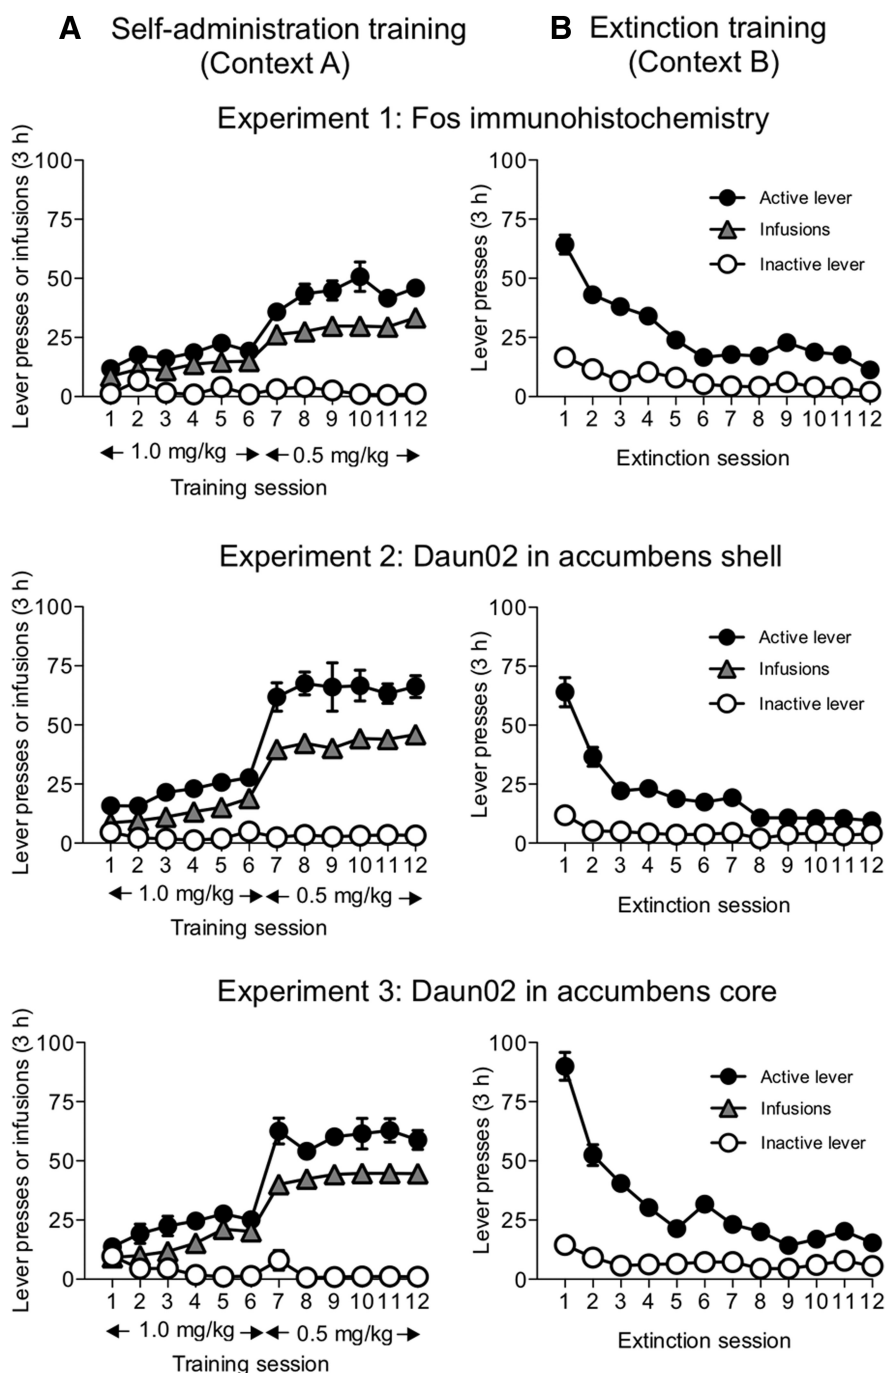 A Self-administration training B Extinction training
(Context A) (Context B)
Experiment 1: Fos immunohistochemistry
Lever presses or infusions (3 h)
100
75
50
25
0
1 2 3 4 5 6 7 8 9 10 11 12
1.0 mg/kg 0.5 mg/kg
Training session
Lever presses (3 h)
100
75
50
25
0
Active lever
Infusions
Inactive lever
1 2 3 4 5 6 7 8 9 10 11 12
Extinction session
Experiment 2: Daun02 in accumbens shell
Lever presses or infusions (3 h)
100
75
50
25
0
1 2 3 4 5 6 7 8 9 10 11 12
1.0 mg/kg 0.5 mg/kg
Training session
Lever presses (3 h)
100
75
50
25
0
Active lever
Infusions
Inactive lever
1 2 3 4 5 6 7 8 9 10 11 12
Extinction session
Experiment 3: Daun02 in accumbens core
Lever presses or infusions (3 h)
100
75
50
25
0
1 2 3 4 5 6 7 8 9 10 11 12
1.0 mg/kg 0.5 mg/kg
Training session
Lever presses (3 h)
100
75
50
25
0
Active lever
Infusions
Inactive lever
1 2 3 4 5 6 7 8 9 10 11 12
Extinction session